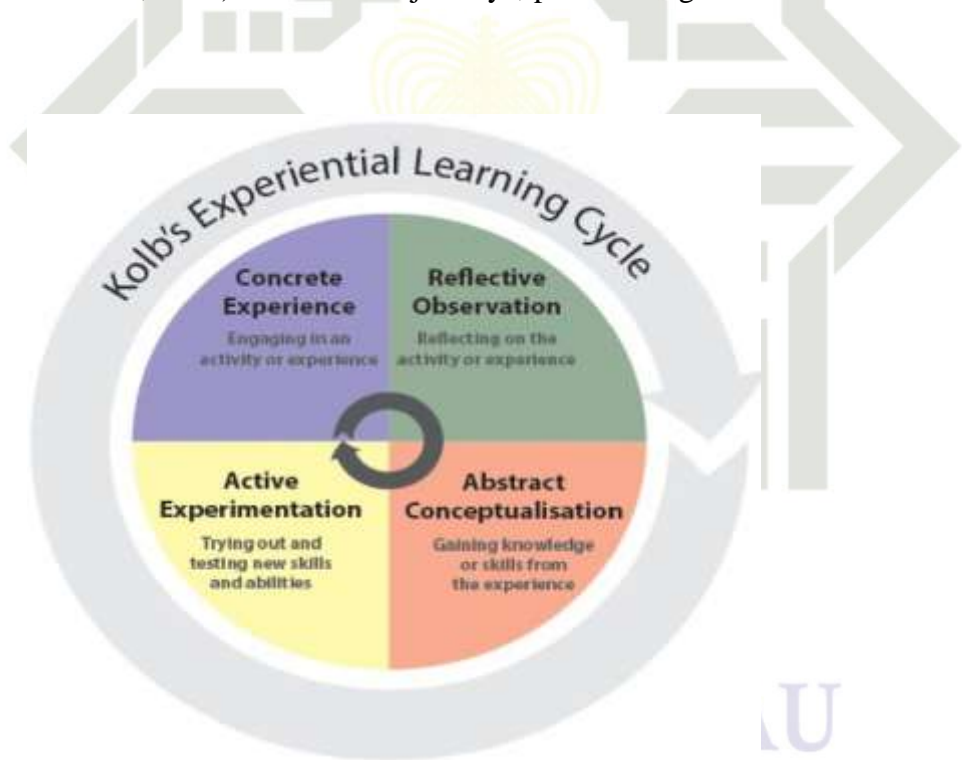 Kolb's Experiential Learning Cycle
Concrete
Experience
Engaging in an
activity or experience
Reflective
Observation
Reflecting on the
activity or experience
Active
Experimentation
Trying out and
testing new skills
and abilities
Abstract
Conceptualisation
Gaining knowledge
or skills from
the experience
AU